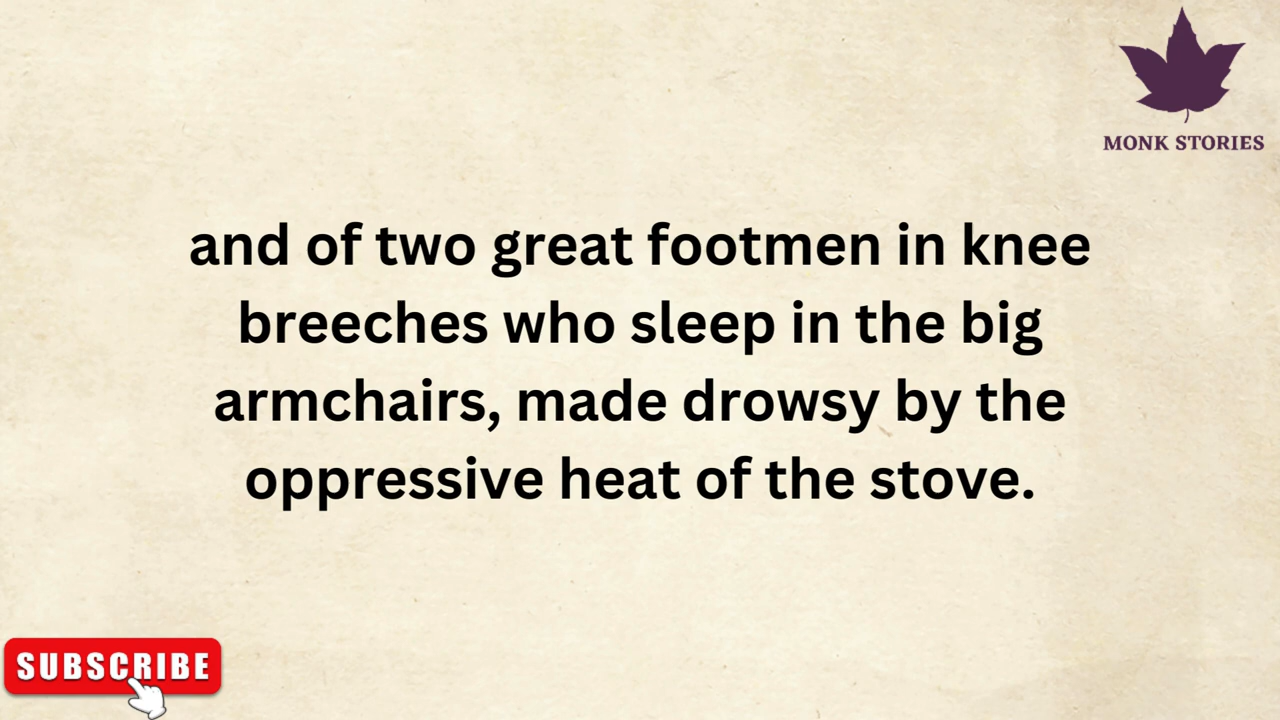 MONK STORIES
and of two great footmen in knee
breeches who sleep in the big
armchairs, made drowsy by the
oppressive heat of the stove.
SUBSCRIBE